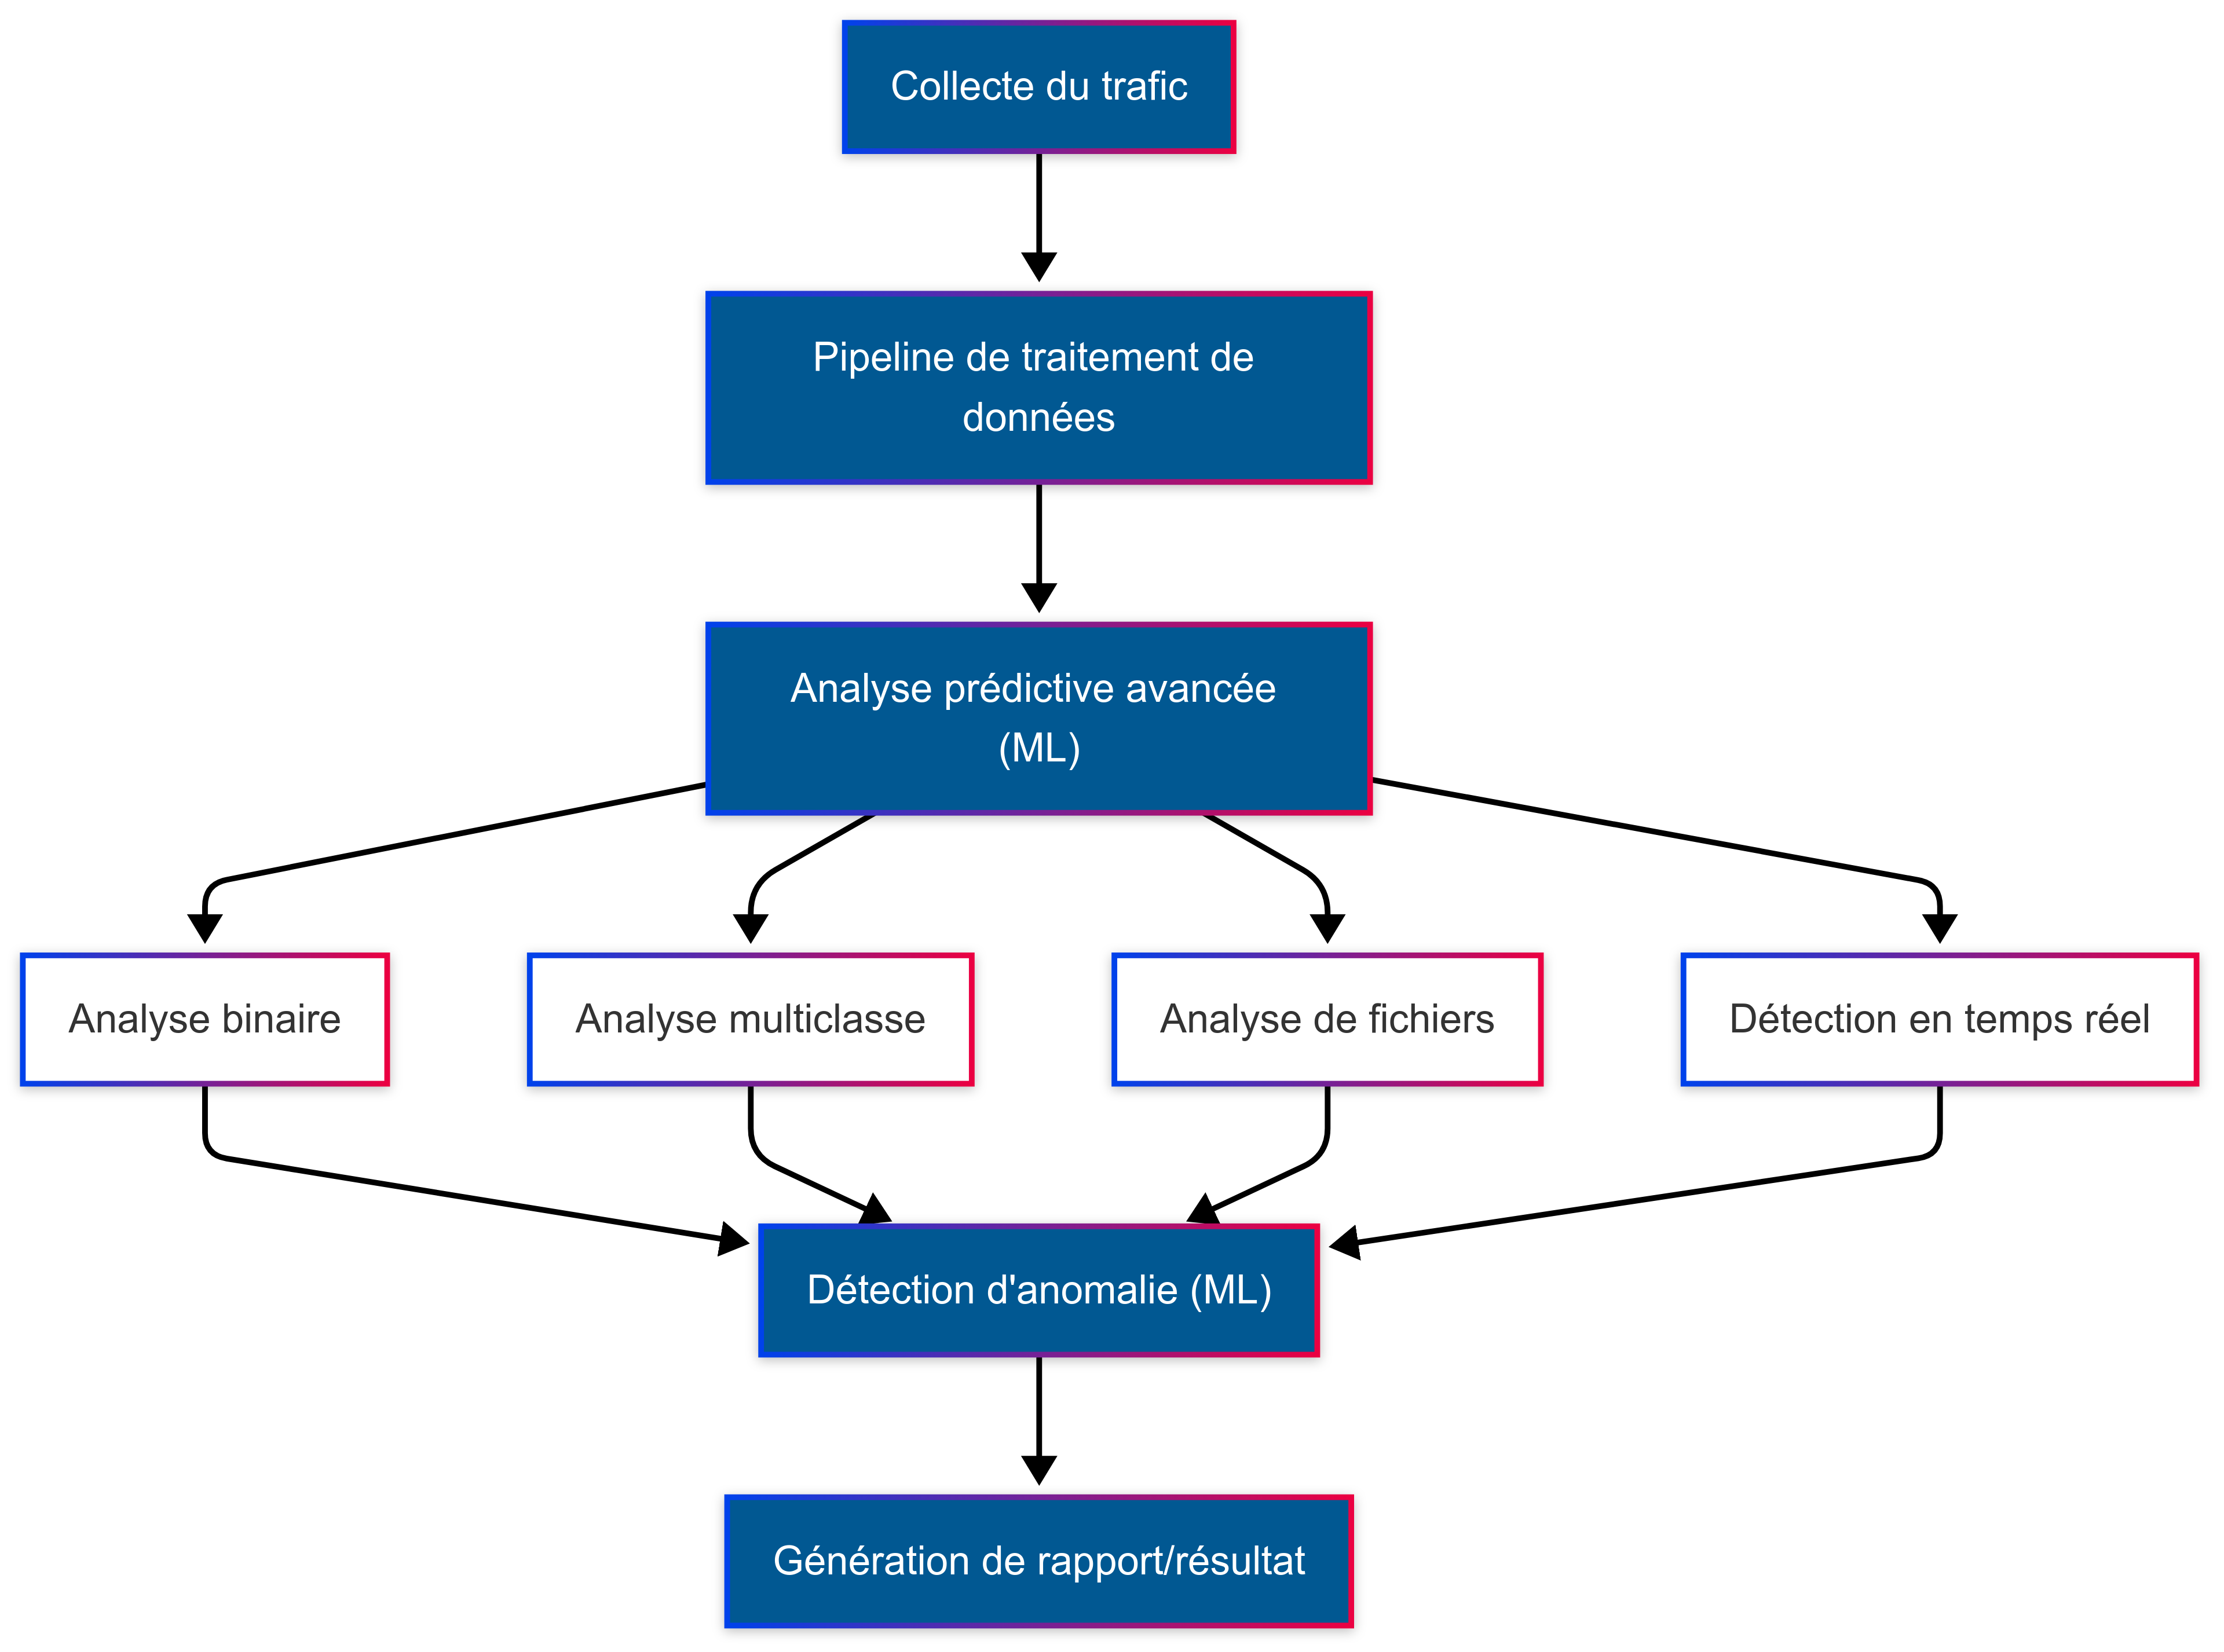 Collecte du trafic
Pipeline de traitement de
données
Analyse prédictive avancée
(ML)
Analyse binaire
Analyse multiclasse
Analyse de fichiers
Détection en temps réel
Détection d'anomalie (ML)
Génération de rapport/résultat